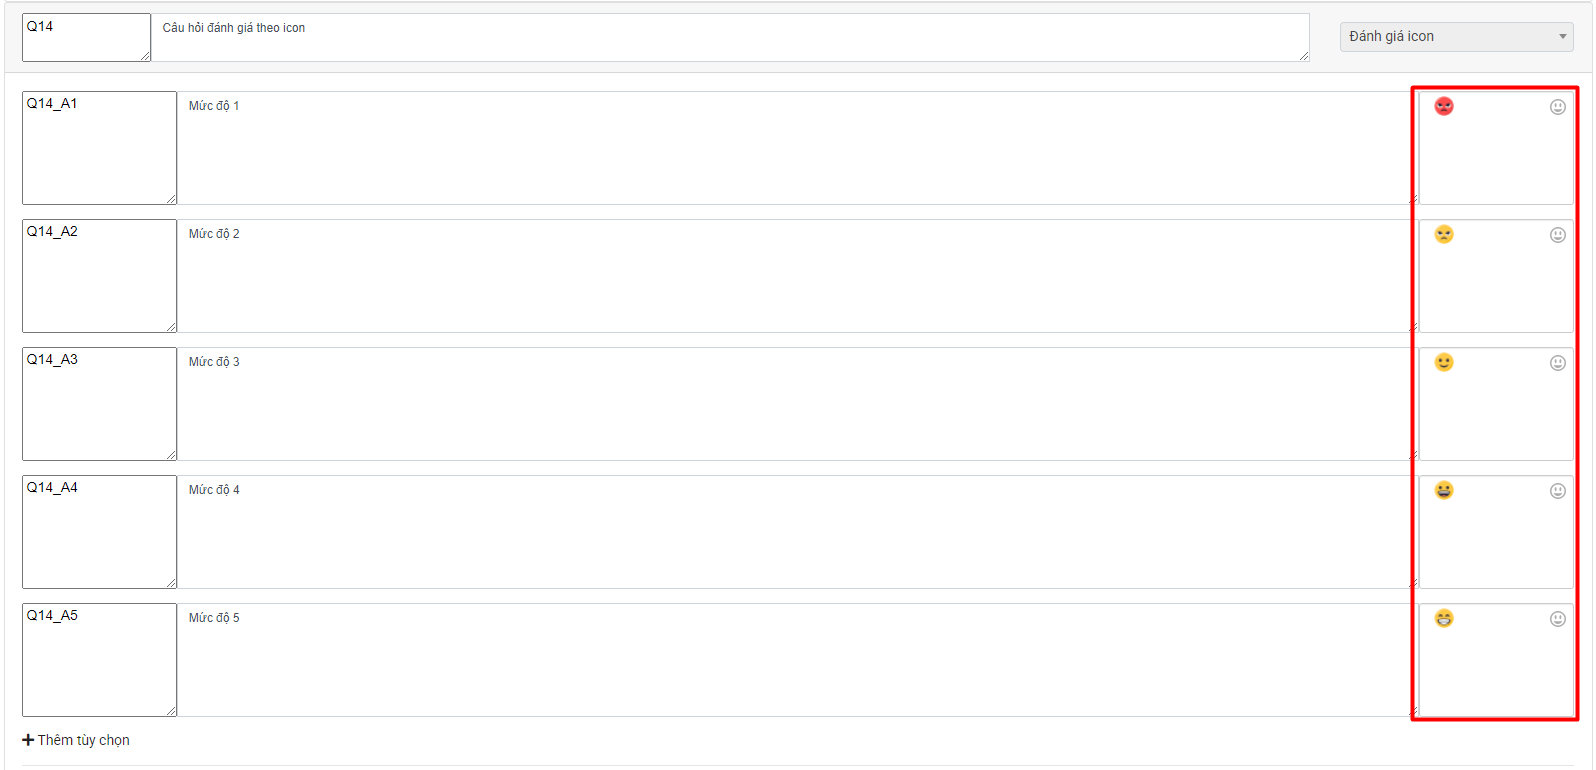 Q14
Câu hỏi đánh giá theo icon
Đánh giá icon
Q14_A1
Mức độ 1
Q14_A2
Mức độ 2
Q14_A3
Mức độ 3
Q14_A4
Mức độ 4
Q14_A5
Mức độ 5
Thêm tùy chọn